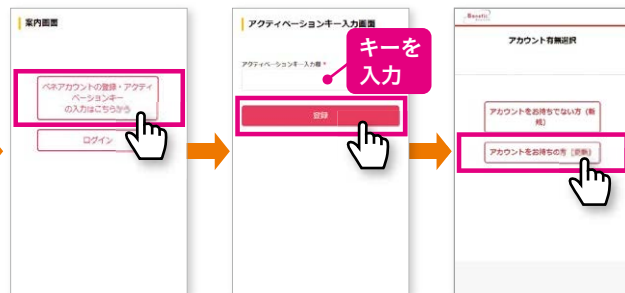 案内画面
ベネアカウントの登録・アクティ
ベーションキー
の入力はこちらから
ログイン
アクティベーションキー入力画面
アクティベーションキー入力欄 *
キーを
入力
登録
Benefit
アカウント有無選択
アカウントをお持ちでない方(新
規)
アカウントをお持ちの方(更新)